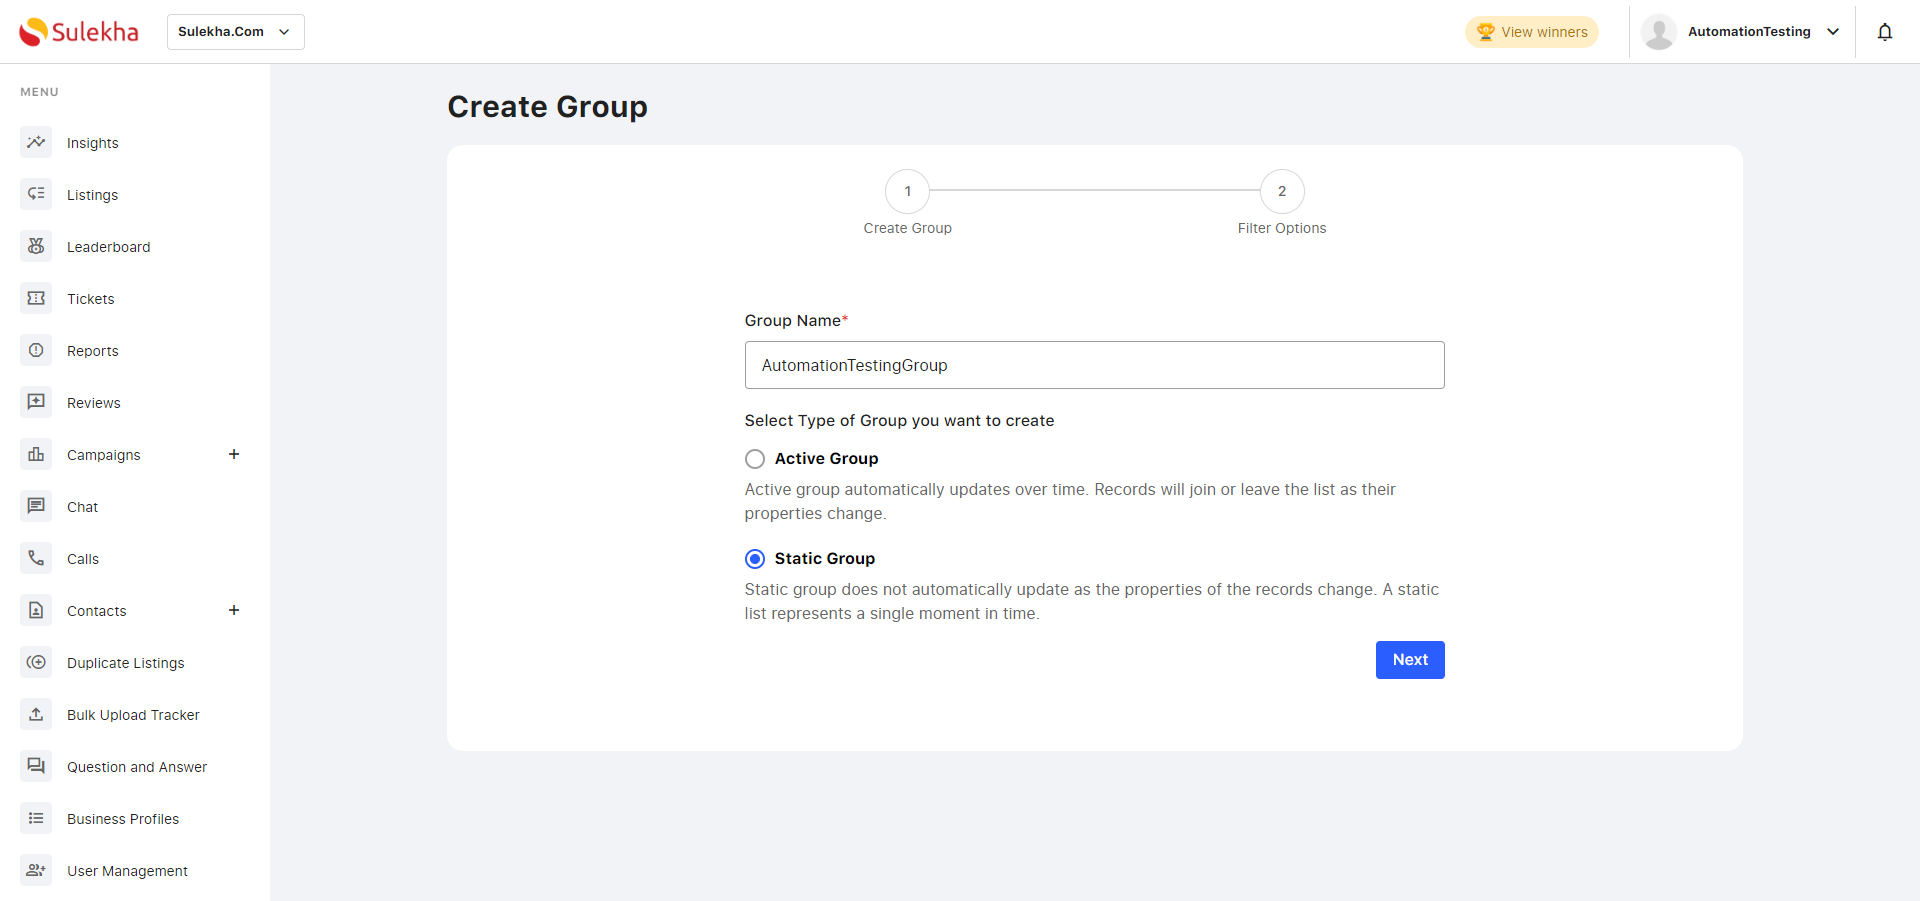 Sulekha
Sulekha.Com
View winners
AutomationTesting
MENU
Insights
Listings
Leaderboard
Tickets
Reports
Reviews
Campaigns +
Chat
Calls
Contacts +
Duplicate Listings
Bulk Upload Tracker
Question and Answer
Business Profiles
User Management
Create Group
1
2
Create Group
Filter Options
Group Name*
AutomationTestingGroup
Select Type of Group you want to create
Active Group
Active group automatically updates over time. Records will join or leave the list as their
properties change.
Static Group
Static group does not automatically update as the properties of the records change. A static
list represents a single moment in time.
Next